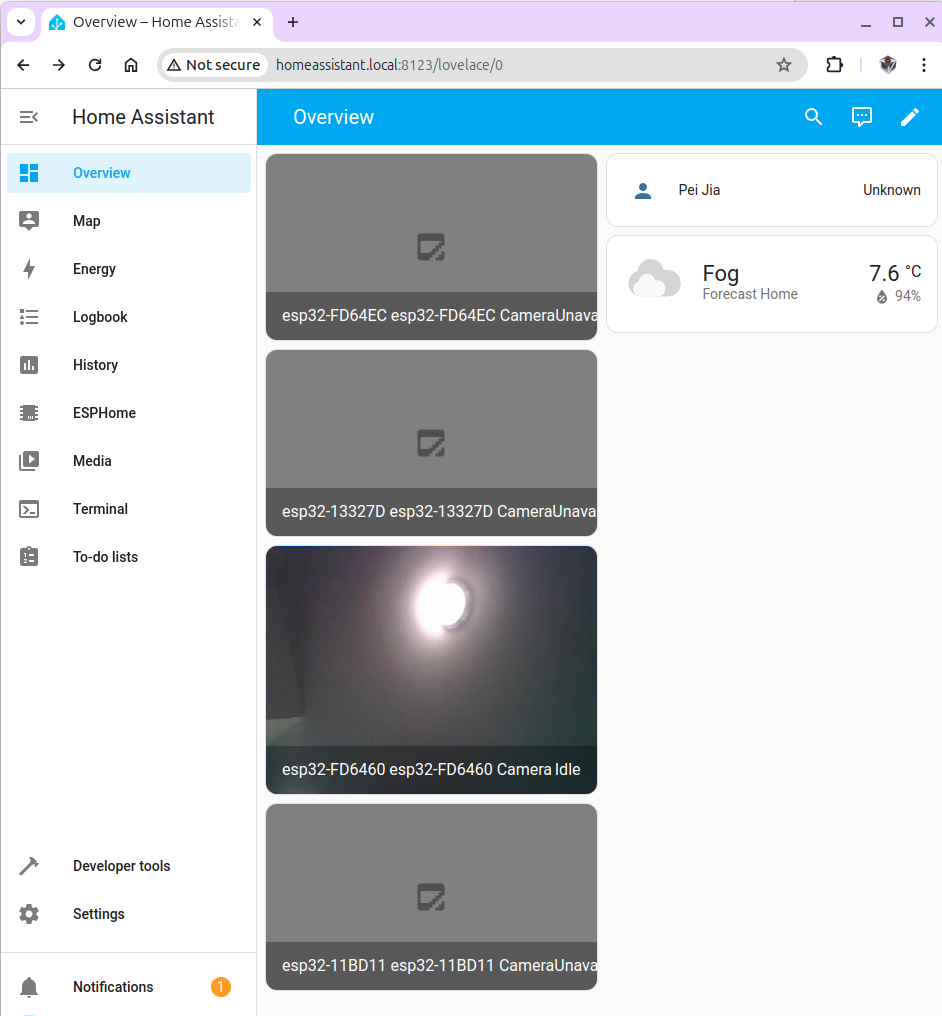 Overview – Home Assista
Not secure
homeassistant.local:8123/lovelace/0
Home Assistant
Overview
Overview
Map
Energy
Logbook
History
ESPHome
Media
Terminal
To-do lists
Developer tools
Settings
Notifications
1
esp32-FD64EC esp32-FD64EC CameraUnava
esp32-13327D esp32-13327D CameraUnava
esp32-FD6460 esp32-FD6460 Camera Idle
esp32-11BD11 esp32-11BD11 CameraUnava
Pei Jia Unknown
Fog 7.6 °C
Forecast Home 94%